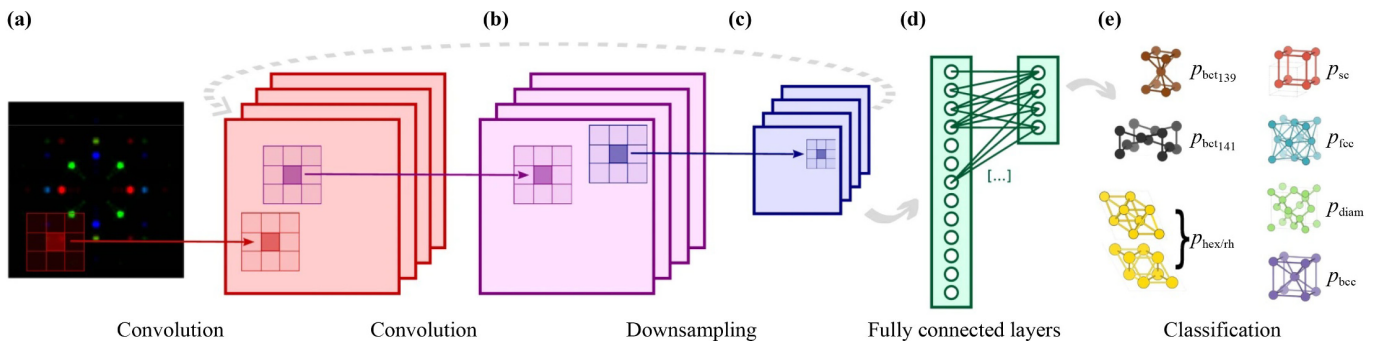 (a) (b) (c) (d) (e)
p_bct139 p_sc
p_bct141 p_fcc
[...]
p_diam
p_hex/rh
p_bcc
Convolution Convolution Downsampling Fully connected layers Classification